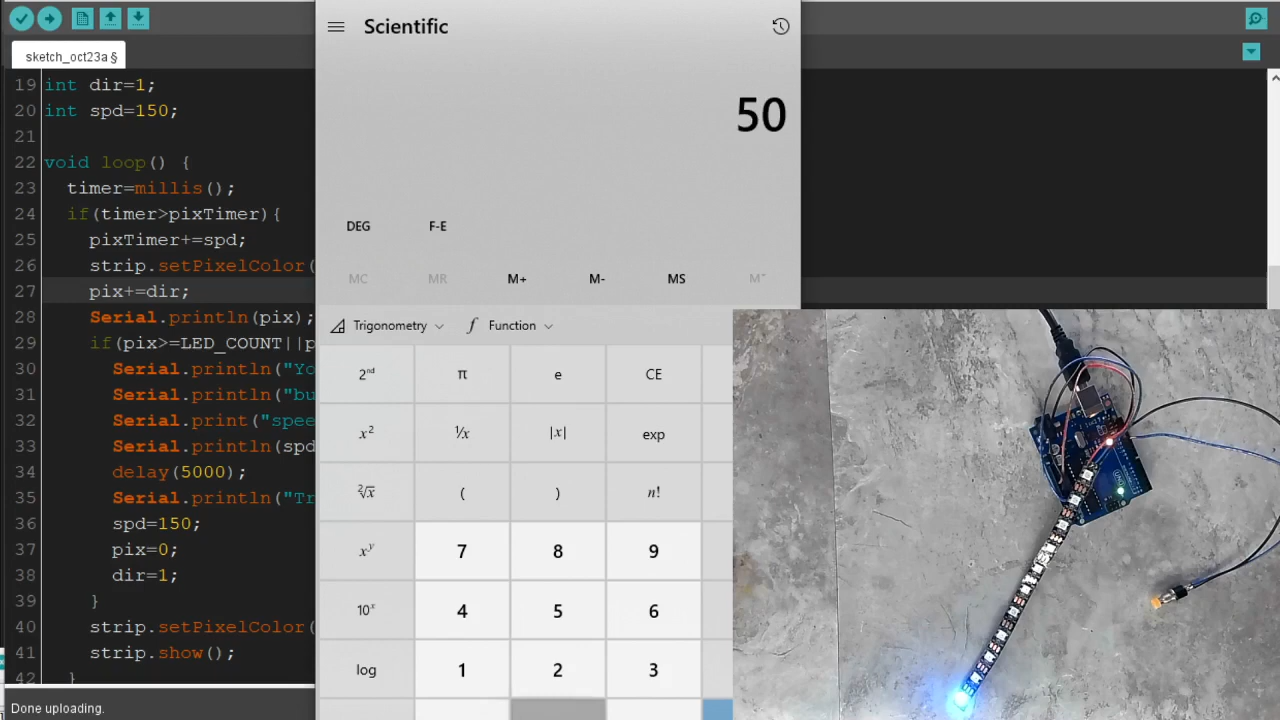 Scientific
50
DEG F-E
MC MR M+ M- MS M˅
Trigonometry Function
2ⁿᵈ π e CE
x² ⅟x |x| exp
²√x ( ) n!
xʸ 7 8 9
10ˣ 4 5 6
log 1 2 3
sketch_oct23a §
19 int dir=1;
20 int spd=150;
21
22 void loop() {
23 timer=millis();
24 if(timer>pixTimer){
25 pixTimer+=spd;
26 strip.setPixelColor(
27 pix+=dir;
28 Serial.println(pix);
29 if(pix>=LED_COUNT||p
30 Serial.println("Yo
31 Serial.println("bu
32 Serial.print("spee
33 Serial.println(spd
34 delay(5000);
35 Serial.println("Tr
36 spd=150;
37 pix=0;
38 dir=1;
39 }
40 strip.setPixelColor(
41 strip.show();
42 }
Done uploading.